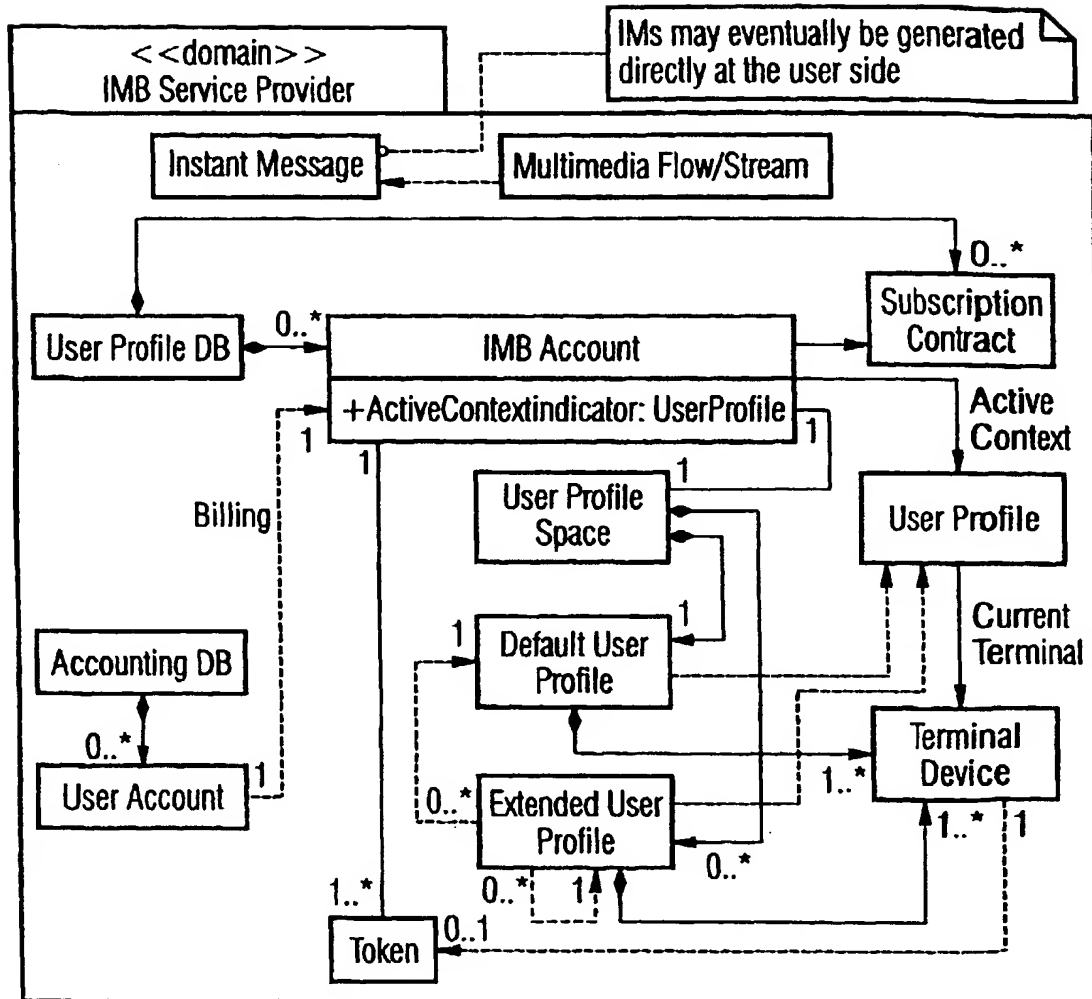 <<domain>>
IMB Service Provider
IMs may eventually be generated
directly at the user side
Instant Message
Multimedia Flow/Stream
0..*
Subscription
Contract
User Profile DB
0..*
IMB Account
+ActiveContextindicator: UserProfile
1
1
1
Active
Context
1
User Profile
Space
User Profile
Billing
1
1
Default User
Profile
Current
Terminal
Accounting DB
0..*
User Account
1
Terminal
Device
1..*
0..*
Extended User
Profile
1..*
1
0..*
0..*
1
1..*
0..1
Token